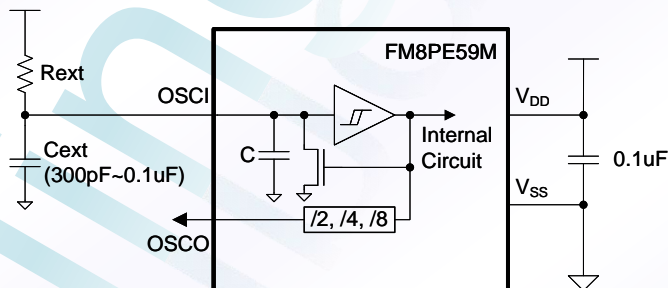 FM8PE59M
Rext
OSCI
VDD
Cext
(300pF~0.1uF)
C
Internal
Circuit
0.1uF
VSS
/2, /4, /8
OSCO